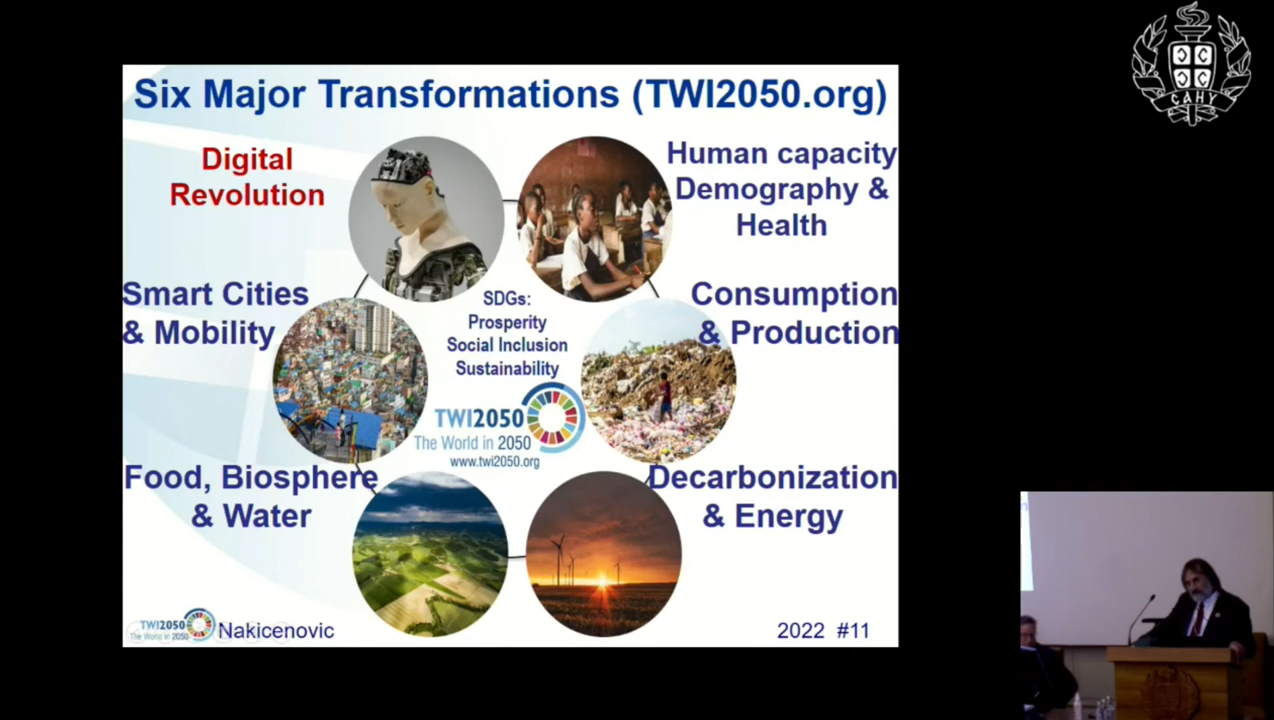 Six Major Transformations (TWI2050.org)
Digital
Revolution
Human capacity
Demography &
Health
Smart Cities
& Mobility
SDGs:
Prosperity
Social Inclusion
Sustainability
Consumption
& Production
TWI2050
The World in 2050
www.twi2050.org
Food, Biosphere
& Water
Decarbonization
& Energy
TWI2050
The World in 2050
Nakicenovic
2022 #11
САНУ